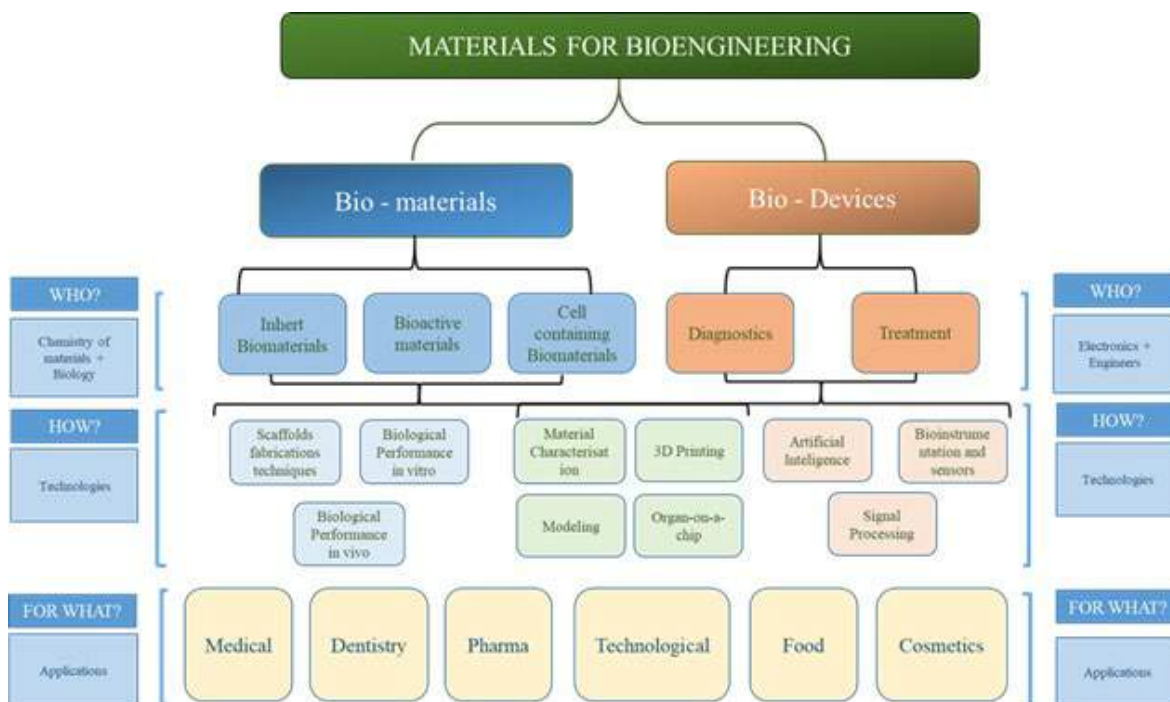 MATERIALS FOR BIOENGINEERING
Bio - materials
Bio - Devices
WHO?
Chemistry of
materials +
Biology
Inhert
Biomaterials
Bioactive
materials
Cell
containing
Biomaterials
Diagnostics
Treatment
WHO?
Electronics +
Engineers
HOW?
Technologies
Scaffolds
fabrications
techniques
Biological
Performance
in vitro
Biological
Performance
in vivo
Material
Characterisat
ion
3D Printing
Modeling
Organ-on-a-
chip
Artificial
Inteligence
Bioinstrume
ntation and
sensors
Signal
Processing
HOW?
Technologies
FOR WHAT?
Applications
Medical
Dentistry
Pharma
Technological
Food
Cosmetics
FOR WHAT?
Applications